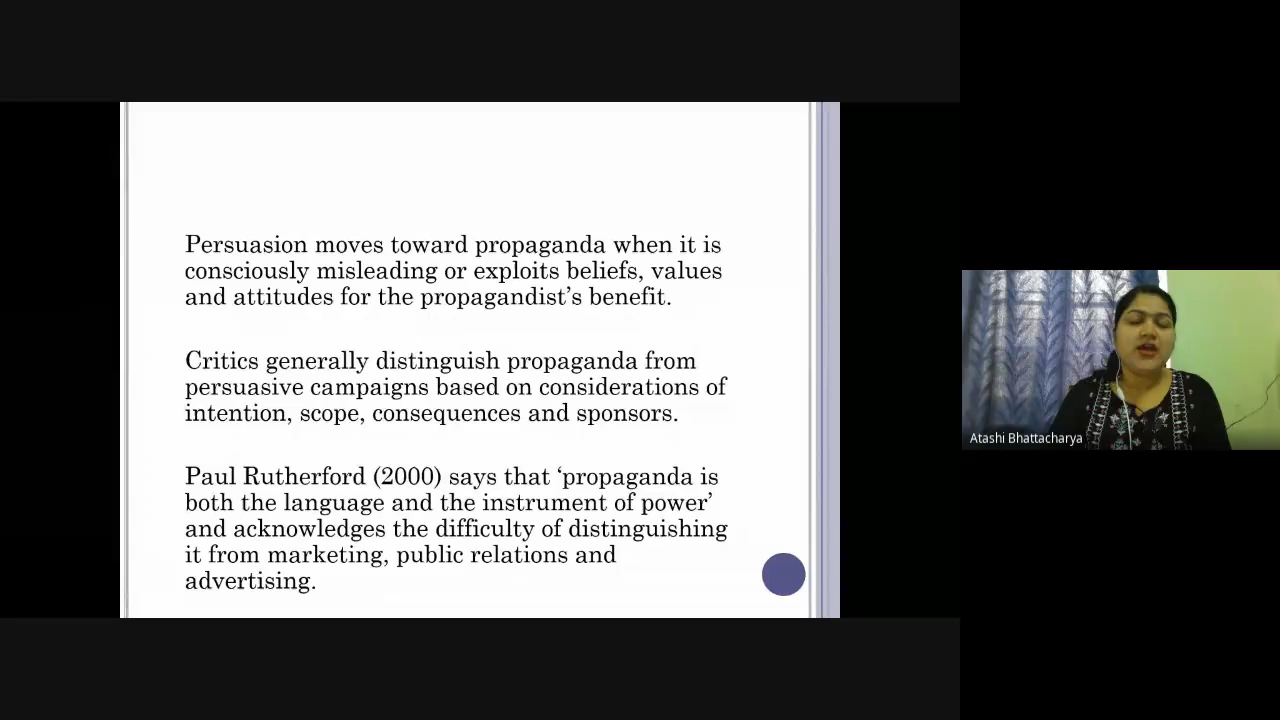 Persuasion moves toward propaganda when it is
consciously misleading or exploits beliefs, values
and attitudes for the propagandist’s benefit.
Critics generally distinguish propaganda from
persuasive campaigns based on considerations of
intention, scope, consequences and sponsors.
Paul Rutherford (2000) says that ‘propaganda is
both the language and the instrument of power’
and acknowledges the difficulty of distinguishing
it from marketing, public relations and
advertising.
Atashi Bhattacharya